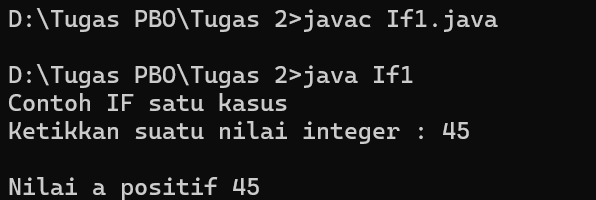 D:\Tugas PBO\Tugas 2>javac If1.java
D:\Tugas PBO\Tugas 2>java If1
Contoh IF satu kasus
Ketikkan suatu nilai integer : 45
Nilai a positif 45